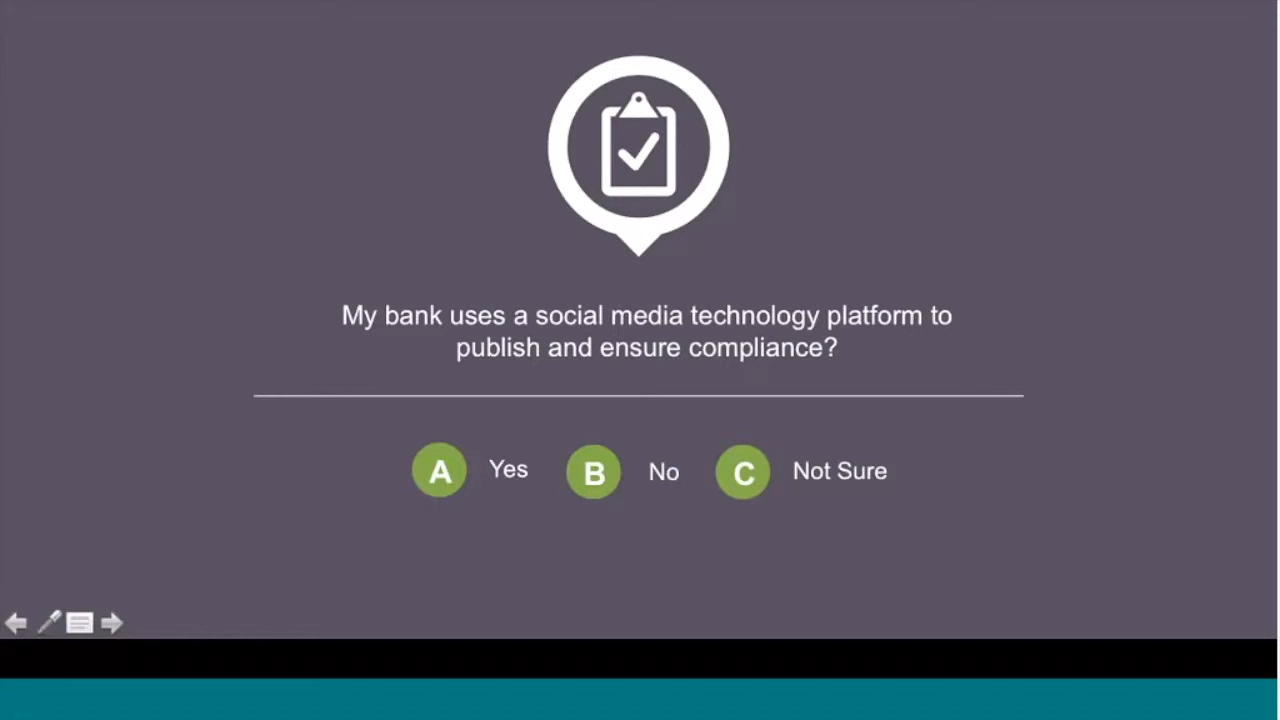 My bank uses a social media technology platform to
publish and ensure compliance?
A Yes B No C Not Sure